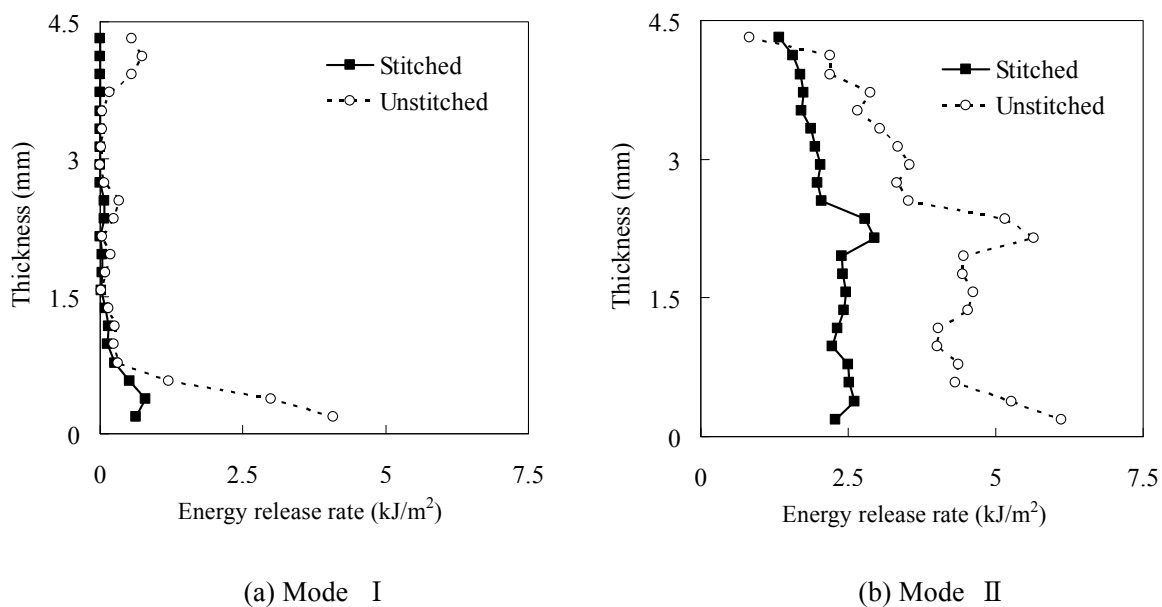 4.5
Stitched
Unstitched
3
Thickness (mm)
1.5
0
0 2.5 5 7.5
Energy release rate (kJ/m²)
(a) Mode Ⅰ
4.5
Stitched
Unstitched
3
Thickness (mm)
1.5
0
0 2.5 5 7.5
Energy release rate (kJ/m²)
(b) Mode Ⅱ